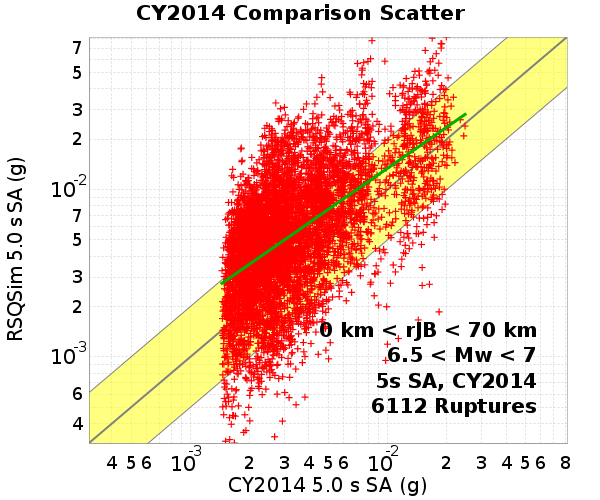 CY2014 Comparison Scatter
7
5
3
2
10-2
7
5
3
2
10-3
6
4
RSQSim 5.0 s SA (g)
0 km < rJB < 70 km
6.5 < Mw < 7
5s SA, CY2014
6112 Ruptures
4 5 6 10-3 2 3 4 5 6 10-2 2 3 4 5 6 8
CY2014 5.0 s SA (g)